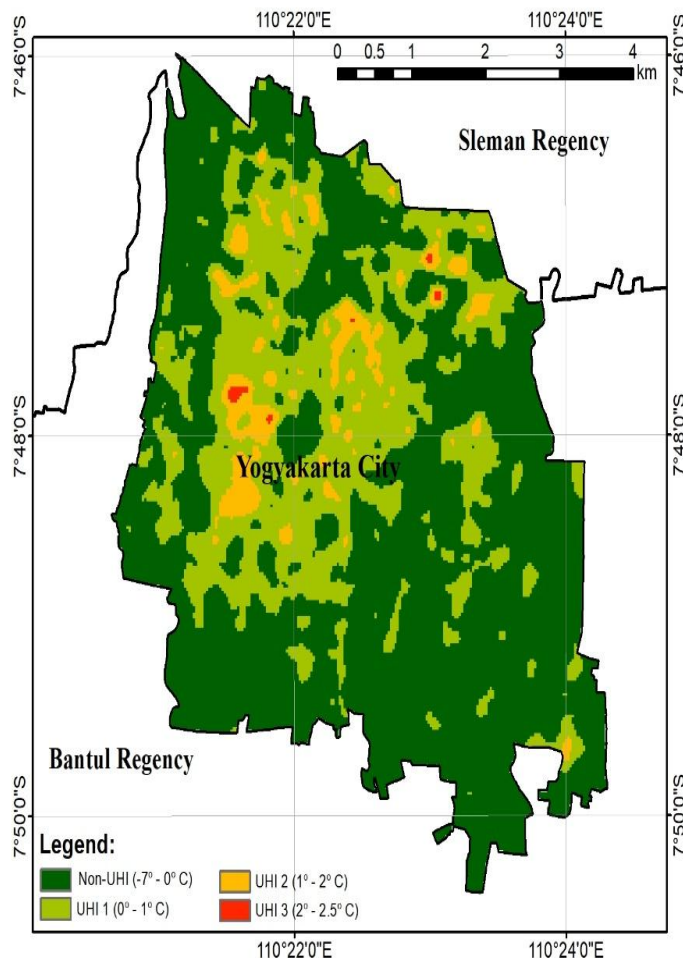 110°22'0"E 110°24'0"E
7°46'0"S 7°46'0"S
0 0.5 1 2 3 4
km
Sleman Regency
7°48'0"S 7°48'0"S
Yogyakarta City
Bantul Regency
7°50'0"S 7°50'0"S
Legend:
Non-UHI (-7° - 0° C) UHI 2 (1° - 2° C)
UHI 1 (0° - 1° C) UHI 3 (2° - 2.5° C)
110°22'0"E 110°24'0"E